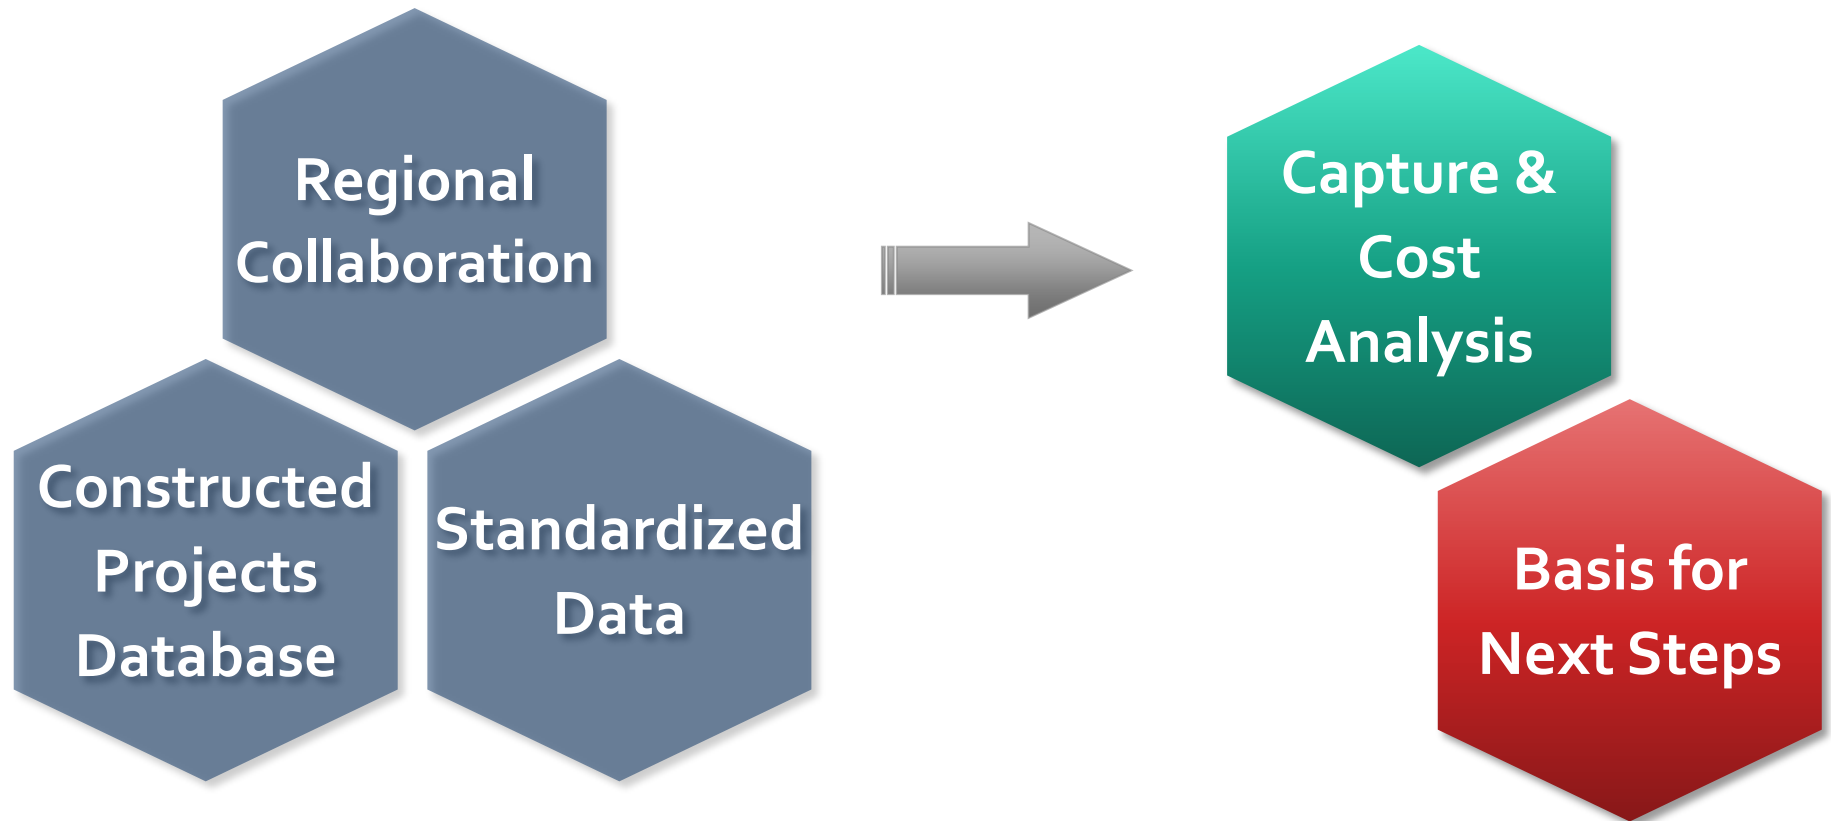 Regional
Collaboration
Constructed
Projects
Database
Standardized
Data
Capture &
Cost
Analysis
Basis for
Next Steps